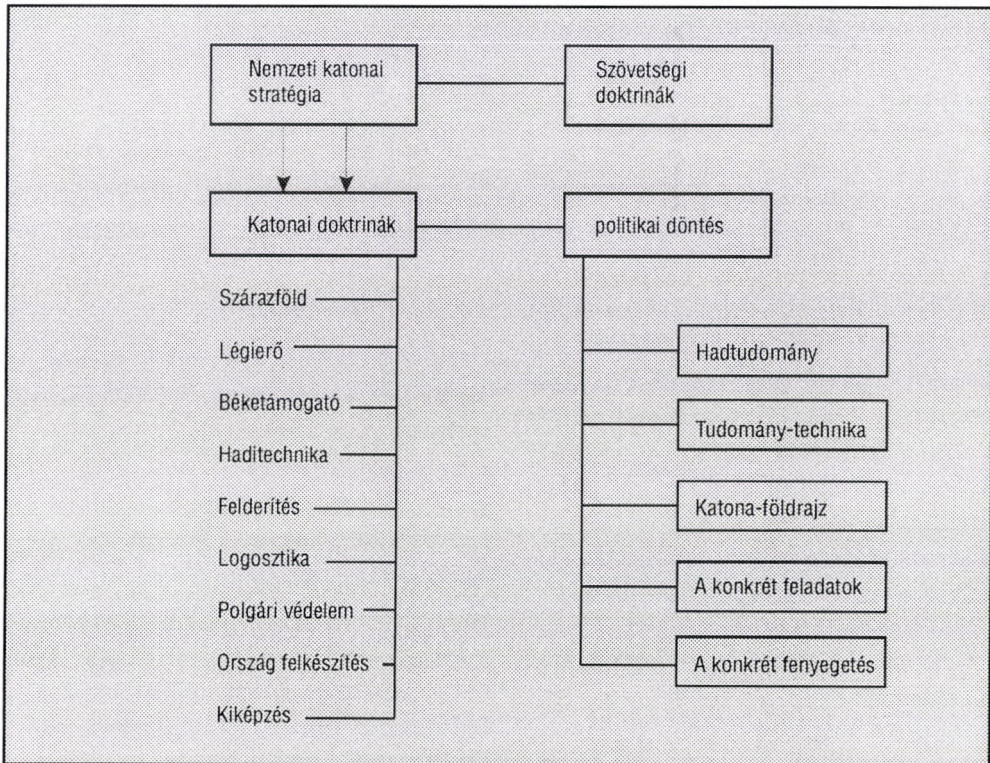 Nemzeti katonai
stratégia
Szövetségi
doktrinák
Katonai doktrinák
politikai döntés
Szárazföld
Légierő
Béketámogató
Haditechnika
Felderítés
Logosztika
Polgári védelem
Ország felkészítés
Kiképzés
Hadtudomány
Tudomány-technika
Katona-földrajz
A konkrét feladatok
A konkrét fenyegetés